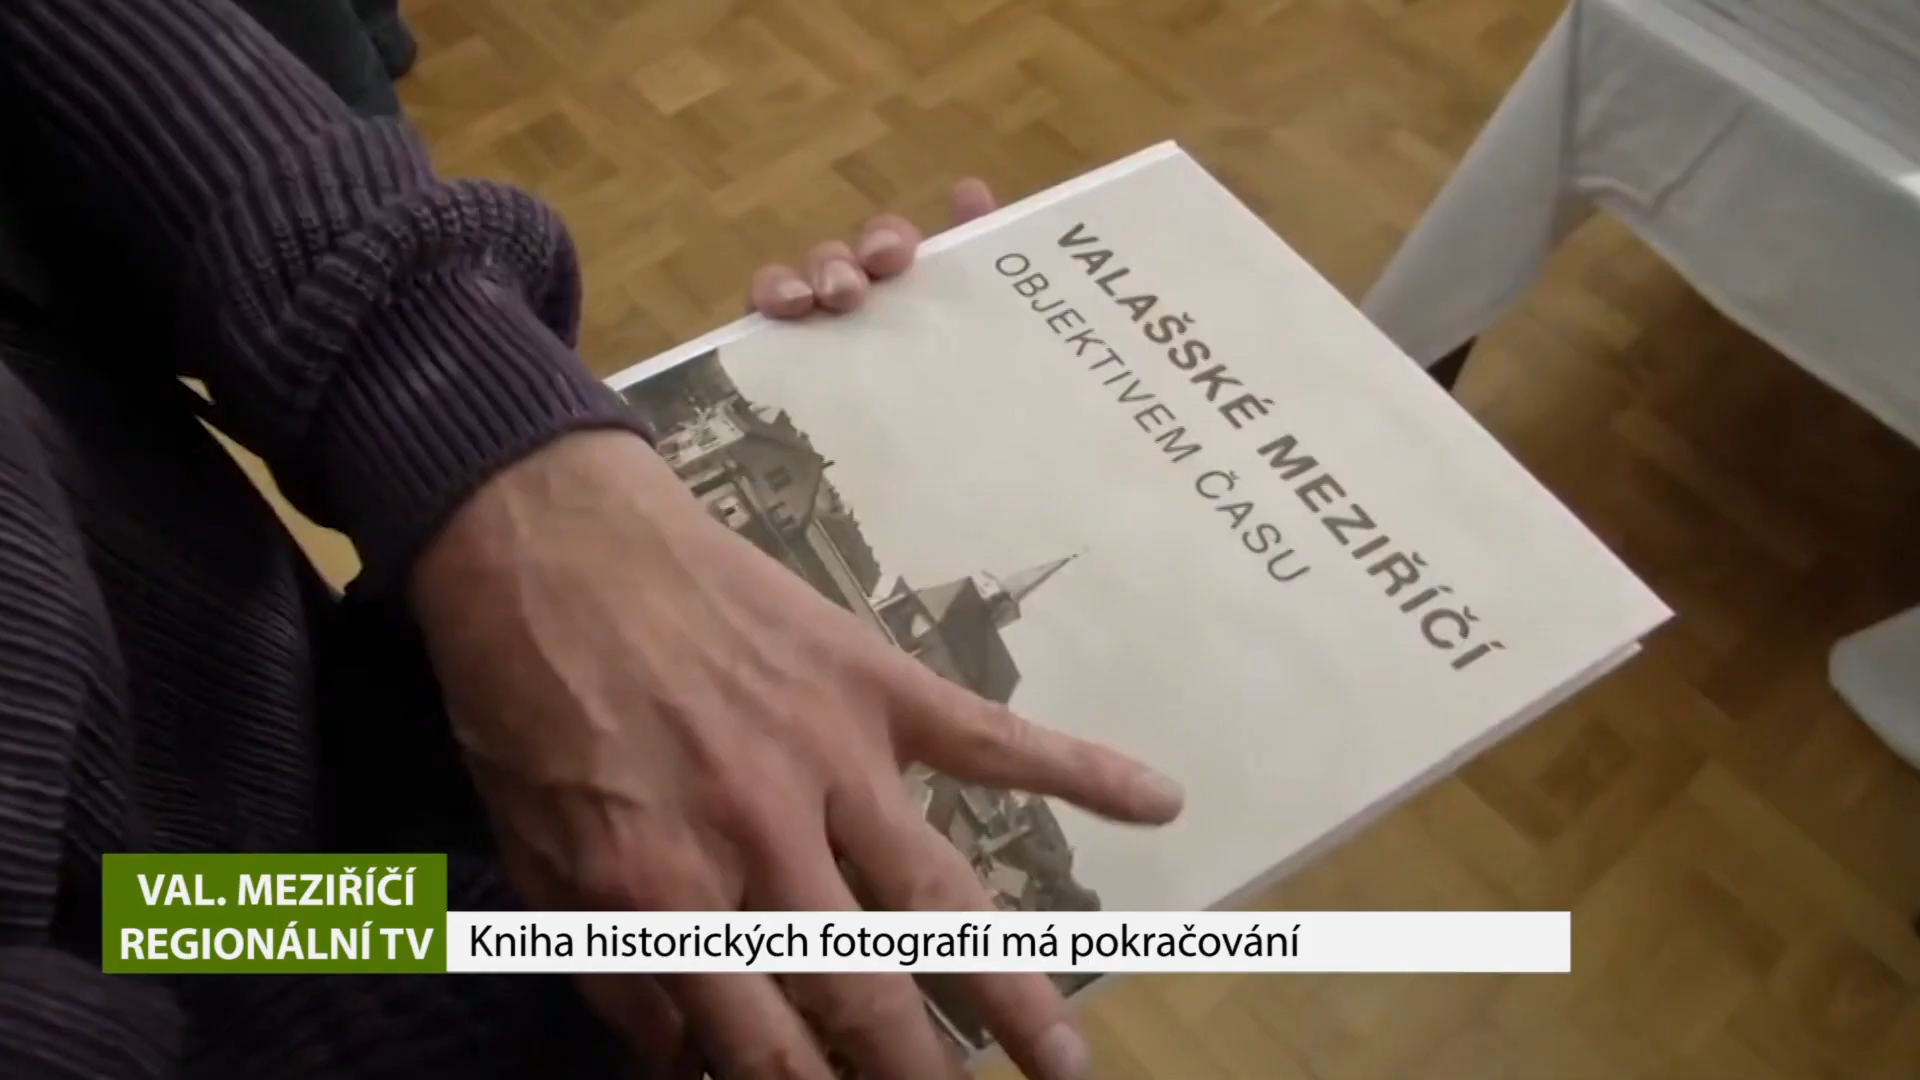 VALAŠSKÉ MEZIŘÍČÍ
OBJEKTIVEM ČASU
VAL. MEZIŘÍČÍ
REGIONÁLNÍ TV
Kniha historických fotografií má pokračování